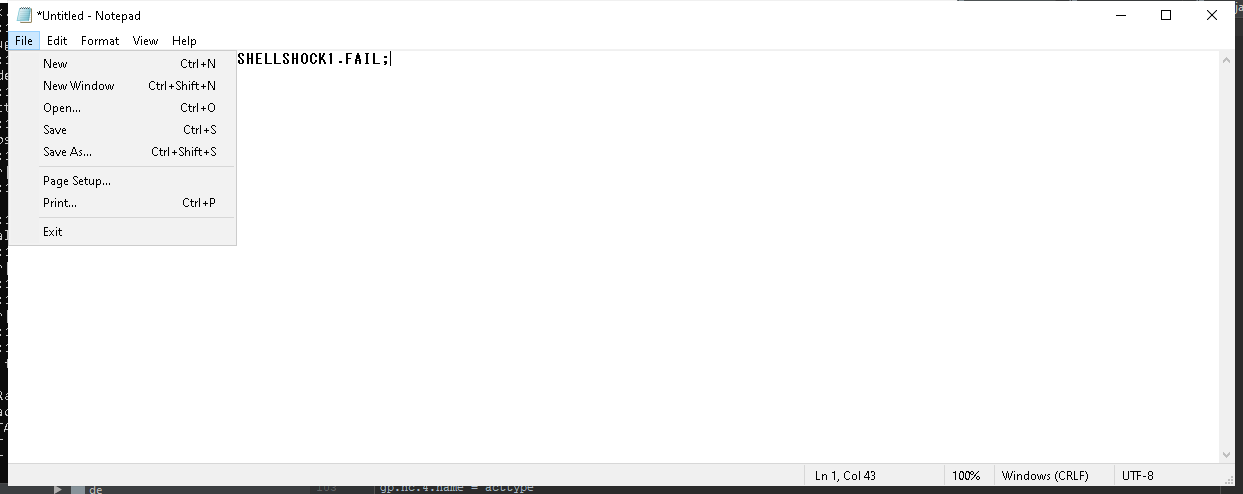 *Untitled - Notepad
File Edit Format View Help
SHELLSHOCK1.FAIL;
New Ctrl+N
New Window Ctrl+Shift+N
Open... Ctrl+O
Save Ctrl+S
Save As... Ctrl+Shift+S
Page Setup...
Print... Ctrl+P
Exit
Ln 1, Col 43 100% Windows (CRLF) UTF-8
de gp.nc.4.name = acctype